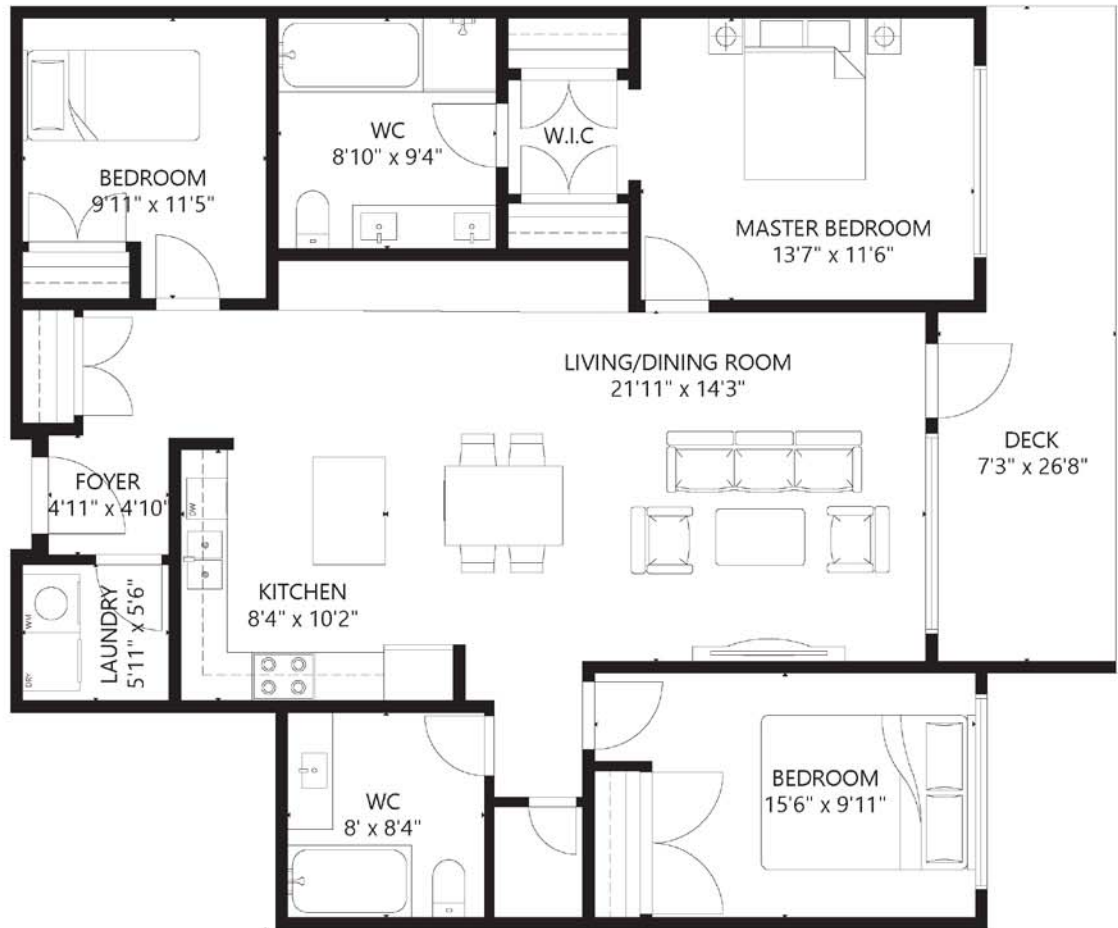 BEDROOM
9'11" x 11'5"
WC
8'10" x 9'4"
W.I.C
MASTER BEDROOM
13'7" x 11'6"
LIVING/DINING ROOM
21'11" x 14'3"
DECK
7'3" x 26'8"
FOYER
4'11" x 4'10"
DW
KITCHEN
8'4" x 10'2"
LAUNDRY
5'11" x 5'6"
WM
DRY
WC
8' x 8'4"
BEDROOM
15'6" x 9'11"